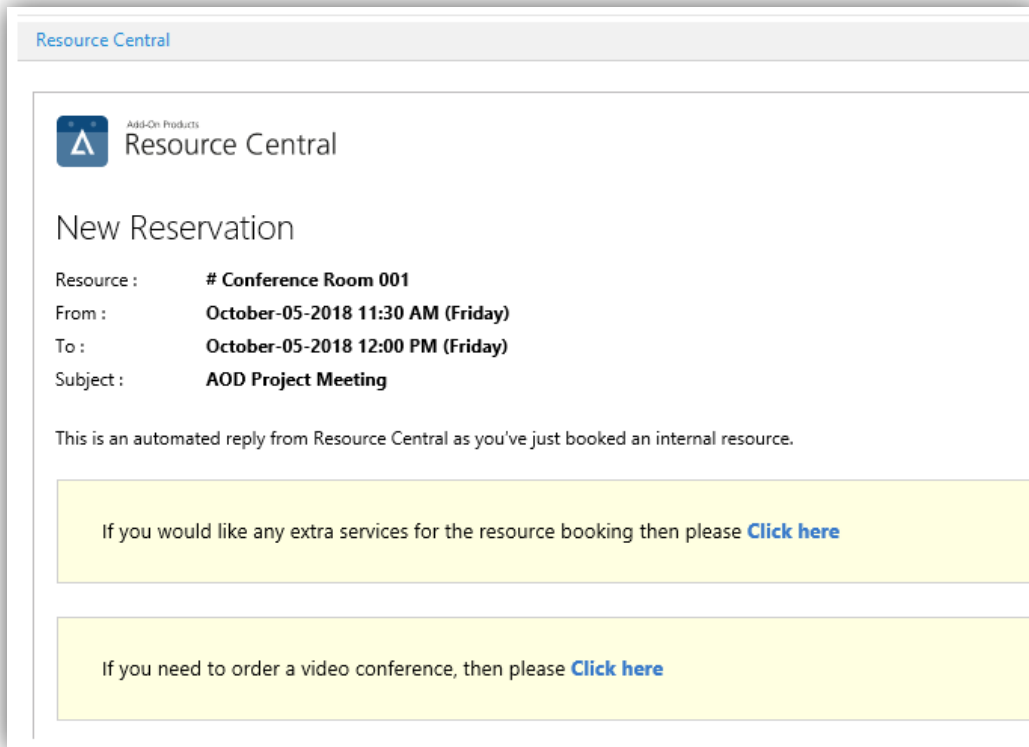 Resource Central
Add-On Products
Resource Central
New Reservation
Resource : # Conference Room 001
From : October-05-2018 11:30 AM (Friday)
To : October-05-2018 12:00 PM (Friday)
Subject : AOD Project Meeting
This is an automated reply from Resource Central as you've just booked an internal resource.
If you would like any extra services for the resource booking then please Click here
If you need to order a video conference, then please Click here